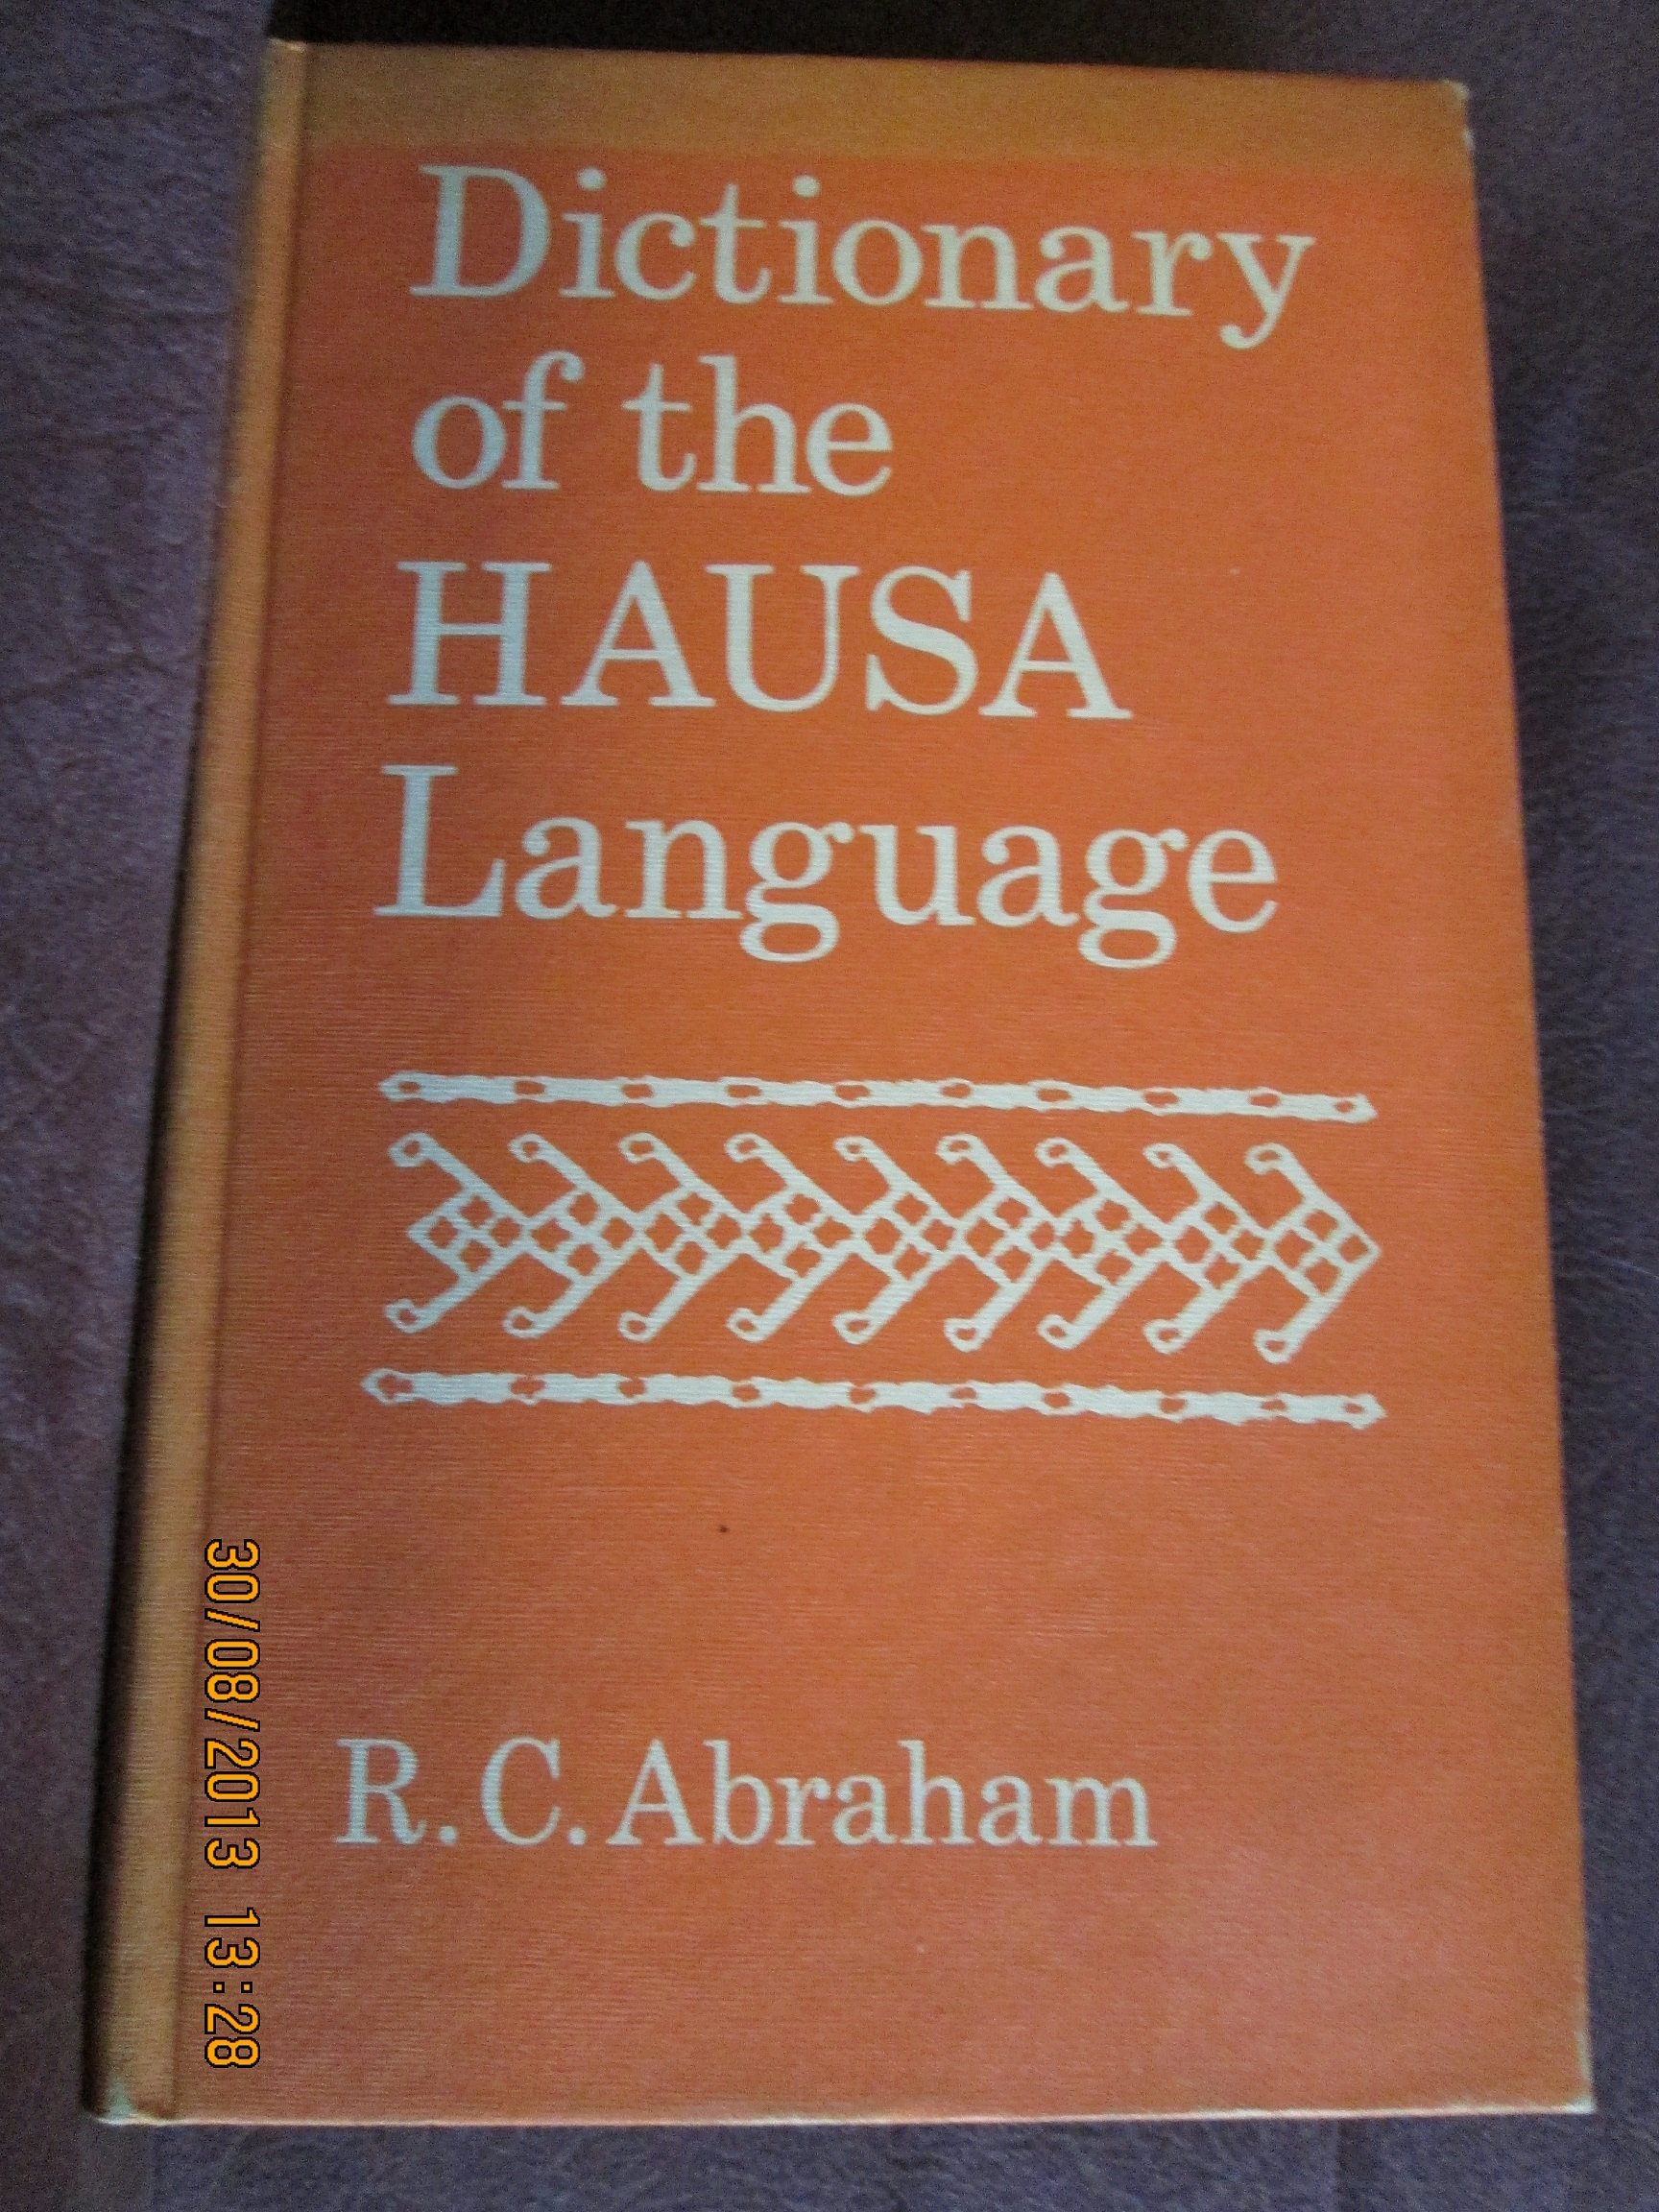 Dictionary
of the
HAUSA
Language
R. C. Abraham
30/08/2013 13:28